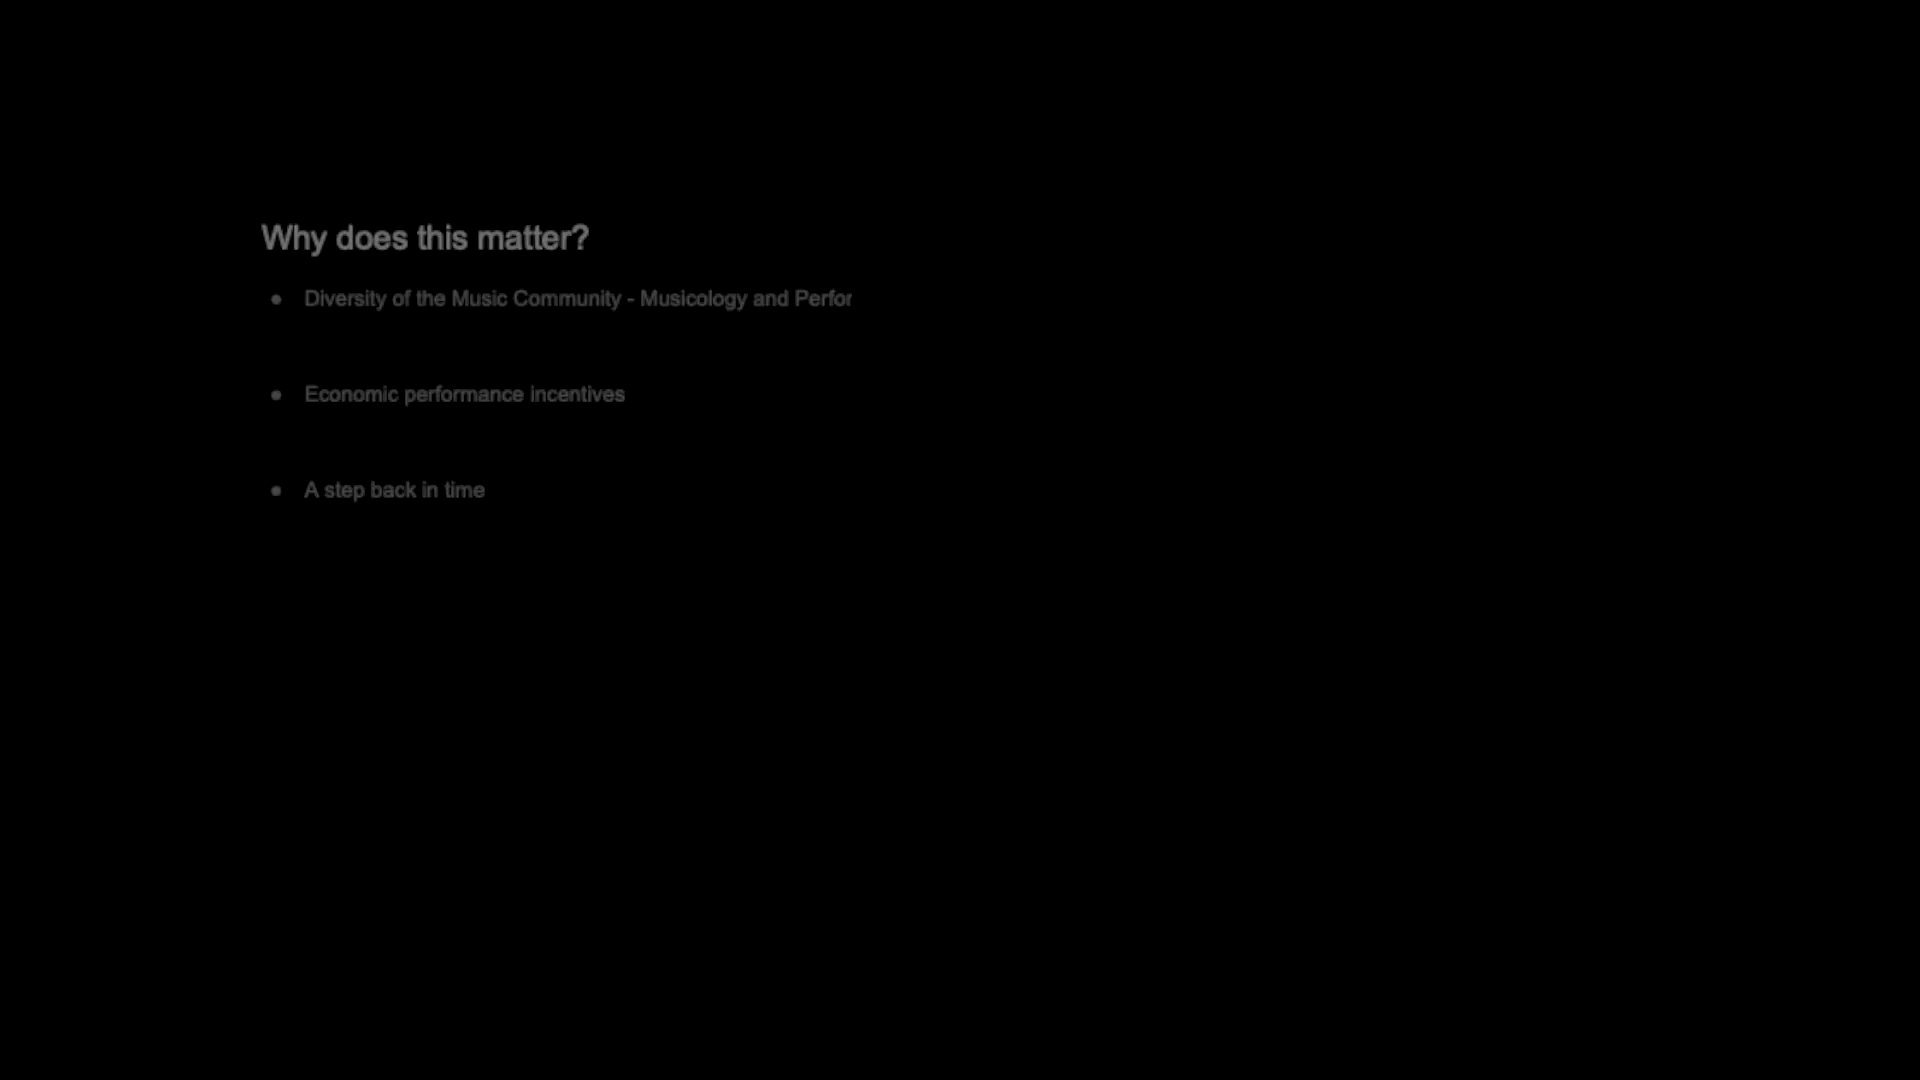 Why does this matter?
● Diversity of the Music Community - Musicology and Perfor
● Economic performance incentives
● A step back in time